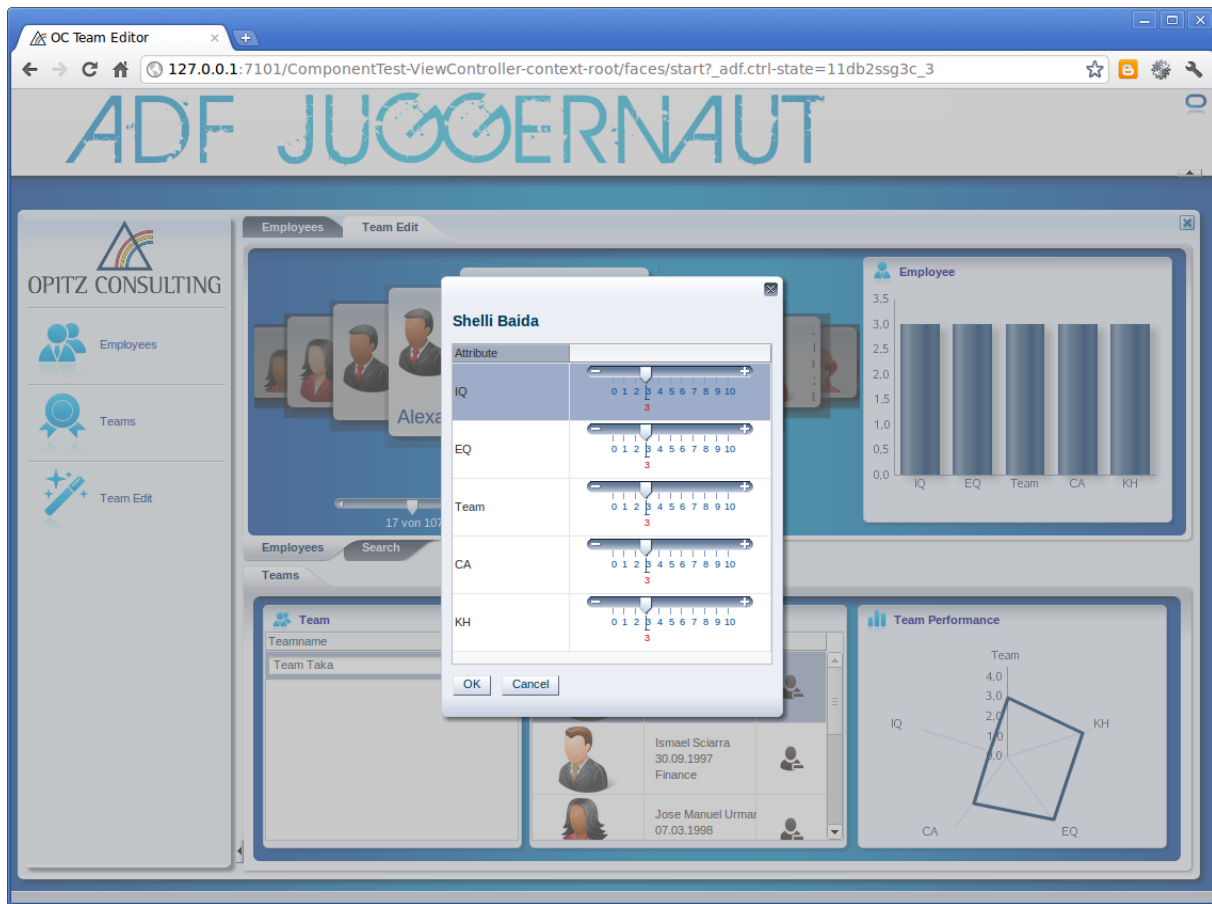 OC Team Editor
127.0.0.1:7101/ComponentTest-ViewController-context-root/faces/start?_adf.ctrl-state=11db2ssg3c_3
ADF JUGGERNAUT
OPITZ CONSULTING
Employees
Teams
Team Edit
Employees Team Edit
Alexa
17 von 107
Employee
3,5
3,0
2,5
2,0
1,5
1,0
0,5
0,0
IQ EQ Team CA KH
Shelli Baida
Attribute
IQ
0 1 2 3 4 5 6 7 8 9 10
3
EQ
0 1 2 3 4 5 6 7 8 9 10
3
Team
0 1 2 3 4 5 6 7 8 9 10
3
CA
0 1 2 3 4 5 6 7 8 9 10
3
KH
0 1 2 3 4 5 6 7 8 9 10
3
OK Cancel
Employees Search
Teams
Team
Teamname
Team Taka
Ismael Sciarra
30.09.1997
Finance
Jose Manuel Urmar
07.03.1998
Team Performance
Team
4,0
3,0
2,0
1,0
0,0
IQ
KH
CA
EQ